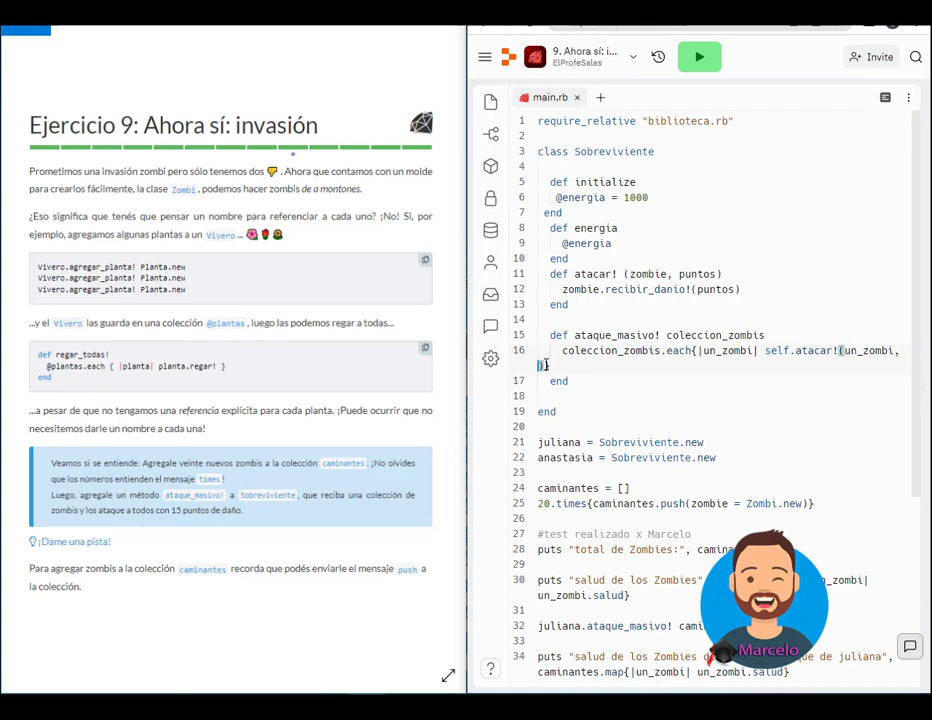 Ejercicio 9: Ahora sí: invasión
Prometimos una invasión zombi pero sólo tenemos dos 👎 . Ahora que contamos con un molde
para crearlos fácilmente, la clase Zombi, podemos hacer zombis de a montones.
¿Eso significa que tenés que pensar un nombre para referenciar a cada uno? ¡No! Si, por
ejemplo, agregamos algunas plantas a un Vivero ... 🌺🌷🌻
Vivero.agregar_planta! Planta.new
Vivero.agregar_planta! Planta.new
Vivero.agregar_planta! Planta.new
...y el Vivero las guarda en una colección @plantas, luego las podemos regar a todas...
def regar_todas!
@plantas.each { |planta| planta.regar! }
end
...a pesar de que no tengamos una referencia explícita para cada planta. ¡Puede ocurrir que no
necesitemos darle un nombre a cada una!
Veamos si se entiende: Agregale veinte nuevos zombis a la colección caminantes. ¡No olvides
que los números entienden el mensaje times!
Luego, agregale un método ataque_masivo! a Sobreviviente, que reciba una colección de
zombis y los ataque a todos con 15 puntos de daño.
¡Dame una pista!
Para agregar zombis a la colección caminantes recorda que podés enviarle el mensaje push a
la colección.
9. Ahora sí: i...
ElProfeSalas
Invite
main.rb
1 require_relative "biblioteca.rb"
2
3 class Sobreviviente
4
5 def initialize
6 @energia = 1000
7 end
8 def energia
9 @energia
10 end
11 def atacar! (zombie, puntos)
12 zombie.recibir_danio!(puntos)
13 end
14
15 def ataque_masivo! coleccion_zombis
16 coleccion_zombis.each{|un_zombi| self.atacar!(un_zombi,
)}
17 end
18
19 end
20
21 juliana = Sobreviviente.new
22 anastasia = Sobreviviente.new
23
24 caminantes = []
25 20.times{caminantes.push(zombie = Zombi.new)}
26
27 #test realizado x Marcelo
28 puts "total de Zombies:",
29
30 puts "salud de los Zombies"
un_zombi.salud}
31
32 juliana.ataque_masivo!
33
34 puts "salud de los Zombies de juliana",
caminantes.map{|un_zombi| un_zombi.salud}
Marcelo